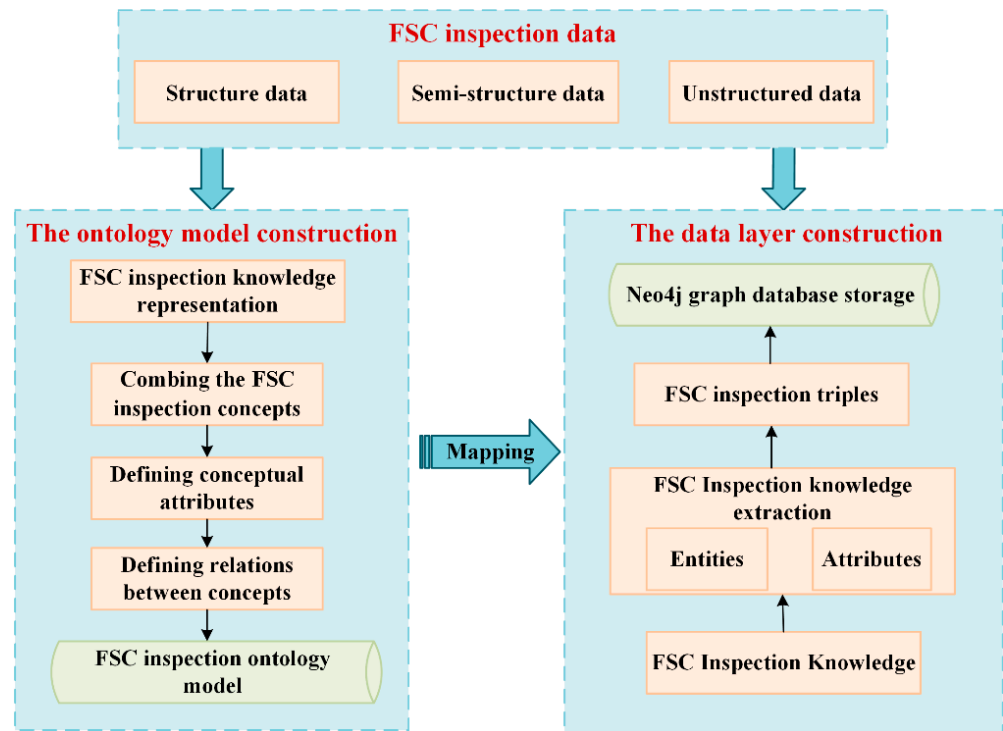 FSC inspection data
Structure data
Semi-structure data
Unstructured data
The ontology model construction
FSC inspection knowledge
representation
Combing the FSC
inspection concepts
Defining conceptual
attributes
Defining relations
between concepts
FSC inspection ontology
model
Mapping
The data layer construction
Neo4j graph database storage
FSC inspection triples
FSC Inspection knowledge
extraction
Entities
Attributes
FSC Inspection Knowledge